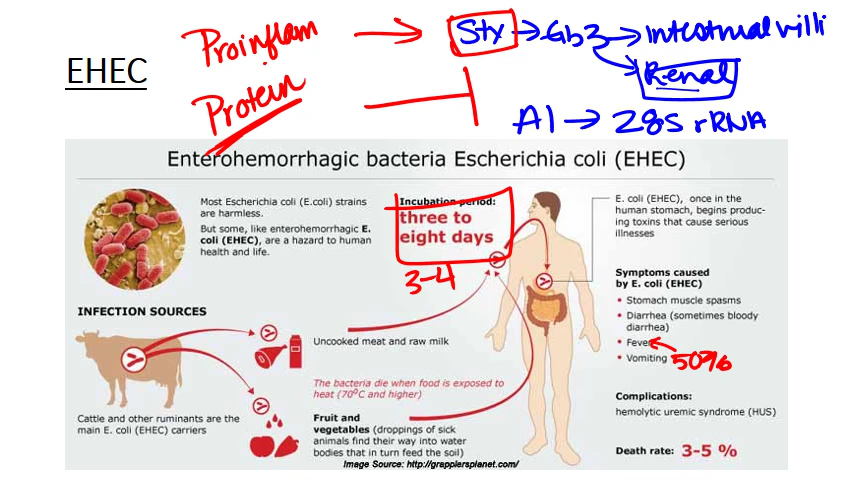 Proinflam → Stx → Gb3 → Intestinal villi
EHEC
Renal
Protein
A1 → 28S rRNA
Enterohemorrhagic bacteria Escherichia coli (EHEC)
Most Escherichia coli (E.coli) strains
are harmless.
But some, like enterohemorrhagic E.
coli (EHEC), are a hazard to human
health and life.
Incubation period:
three to
eight days
3-4
E. coli (EHEC), once in the
human stomach, begins produc-
ing toxins that cause serious
illnesses
Symptoms caused
by E. coli (EHEC)
• Stomach muscle spasms
• Diarrhea (sometimes bloody
diarrhea)
• Fever
• Vomiting
50%
INFECTION SOURCES
Uncooked meat and raw milk
The bacteria die when food is exposed to
heat (70°C and higher)
Cattle and other ruminants are the
main E. coli (EHEC) carriers
Fruit and
vegetables (droppings of sick
animals find their way into water
bodies that in turn feed the soil)
Complications:
hemolytic uremic syndrome (HUS)
Death rate: 3-5 %
Image Source: http://grapplersplanet.com/